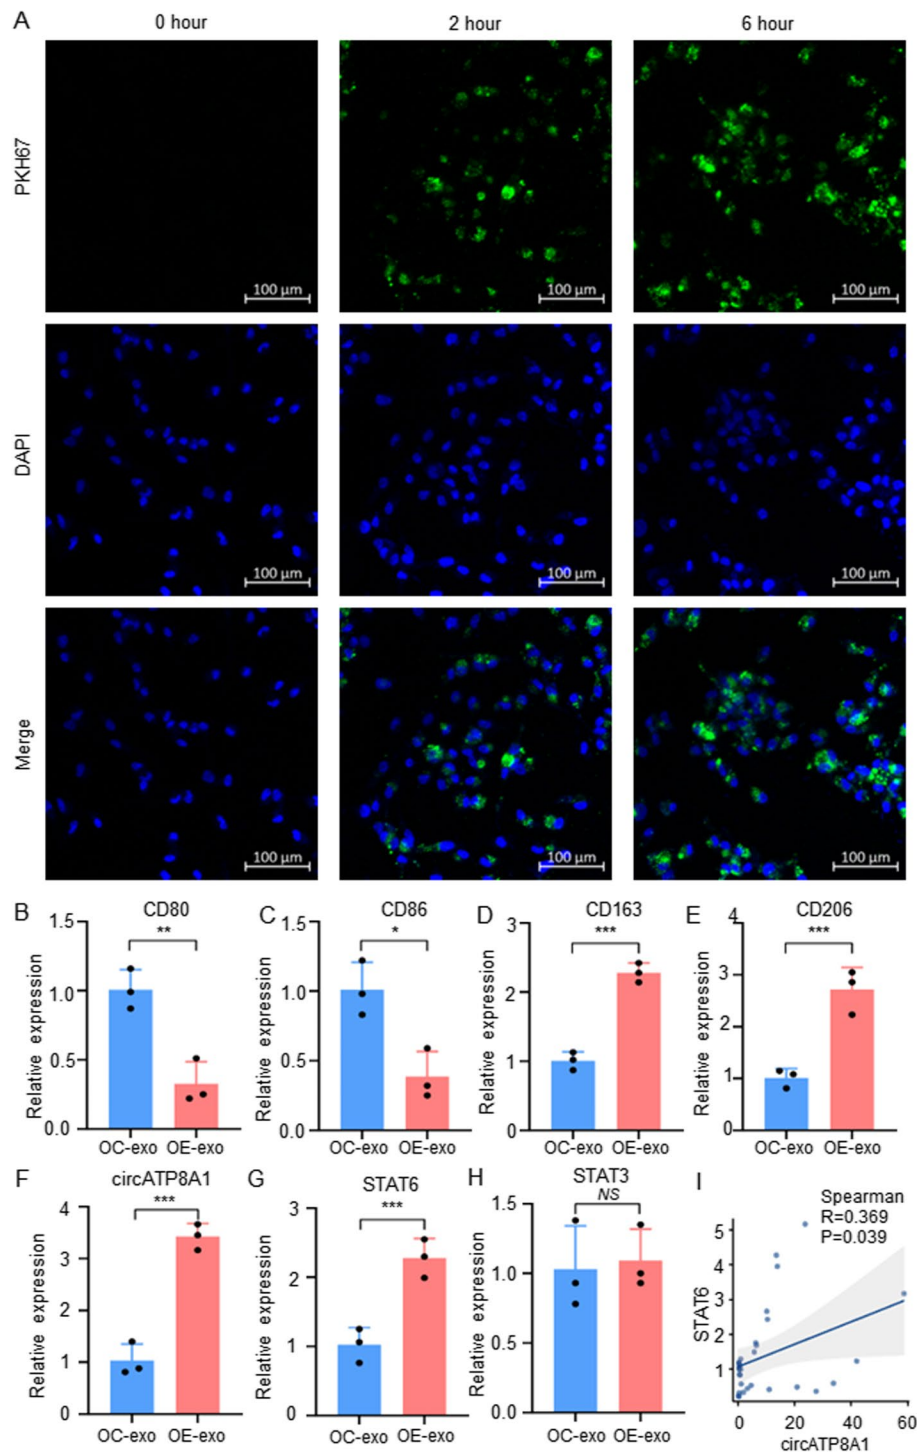 A
0 hour
2 hour
6 hour
PKH67
100 µm
100 µm
100 µm
DAPI
100 µm
100 µm
100 µm
Merge
100 µm
100 µm
100 µm
B
CD80
**
Relative expression
1.5
1.0
0.5
0.0
OC-exo OE-exo
C
CD86
*
Relative expression
1.5
1.0
0.5
0.0
OC-exo OE-exo
D
CD163
***
Relative expression
3
2
1
0
OC-exo OE-exo
E
CD206
***
Relative expression
4
3
2
1
0
OC-exo OE-exo
F
circATP8A1
***
Relative expression
4
3
2
1
0
OC-exo OE-exo
G
STAT6
***
Relative expression
3
2
1
0
OC-exo OE-exo
H
STAT3
NS
Relative expression
1.5
1.0
0.5
0.0
OC-exo OE-exo
I
Spearman
R=0.369
P=0.039
STAT6
5
4
3
2
1
0 20 40 60
circATP8A1